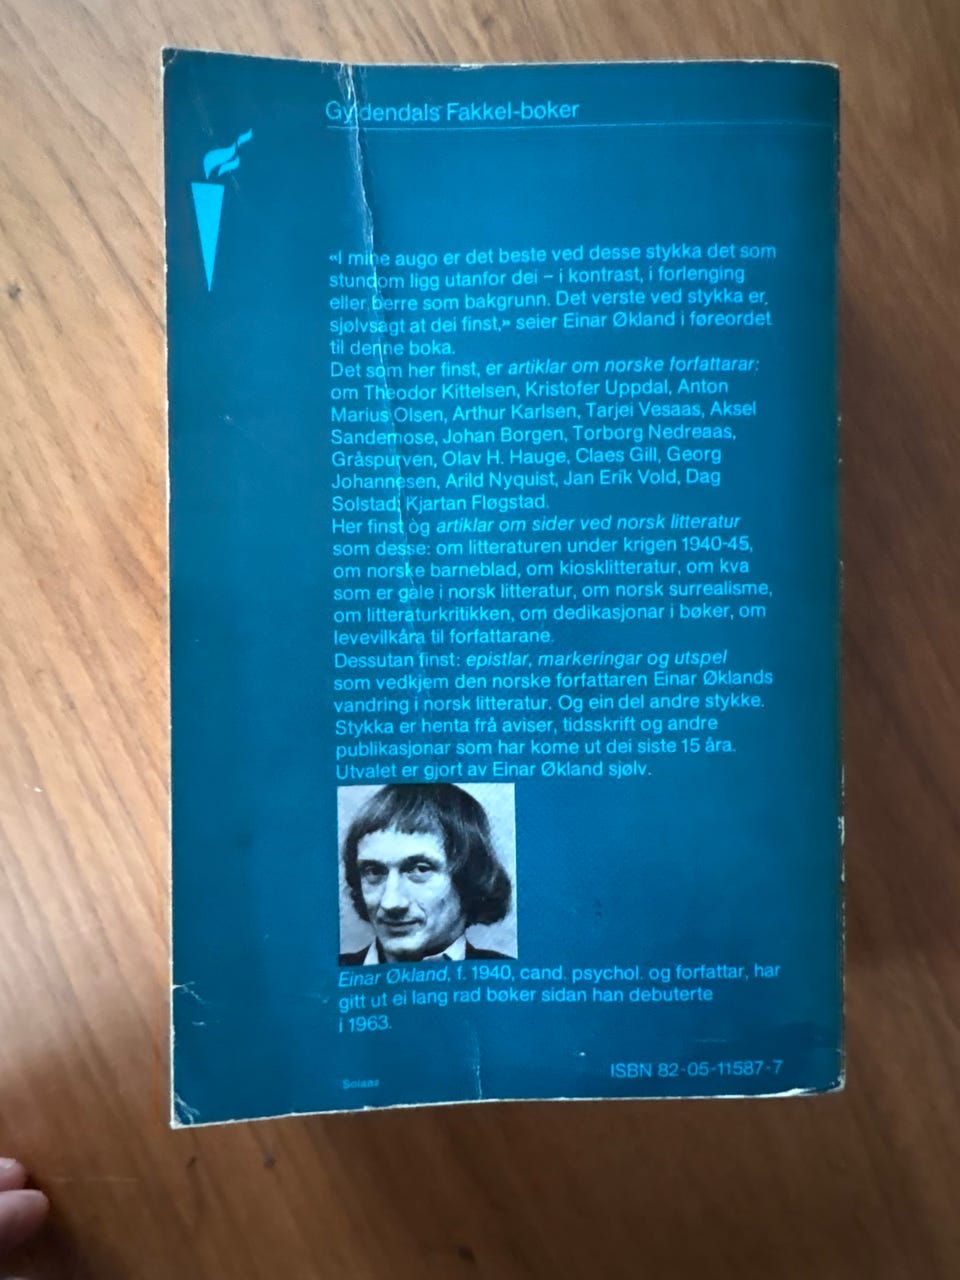 Gyldendals Fakkel-bøker
«I mine augo er det beste ved desse stykka det som
stundom ligg utanfor dei – i kontrast, i forlenging
eller berre som bakgrunn. Det verste ved stykka er,
sjølvsagt at dei finst,» seier Einar Økland i føreordet
til denne boka.
Det som her finst, er artiklar om norske forfattarar:
om Theodor Kittelsen, Kristofer Uppdal, Anton
Marius Olsen, Arthur Karlsen, Tarjei Vesaas, Aksel
Sandemose, Johan Borgen, Torborg Nedreaas,
Gråspurven, Olav H. Hauge, Claes Gill, Georg
Johannesen, Arild Nyquist, Jan Erik Vold, Dag
Solstad, Kjartan Fløgstad.
Her finst òg artiklar om sider ved norsk litteratur
som desse: om litteraturen under krigen 1940-45,
om norske barneblad, om kiosklitteratur, om kva
som er gale i norsk litteratur, om norsk surrealisme,
om litteraturkritikken, om dedikasjonar i bøker, om
levevilkåra til forfattarane.
Dessutan finst: epistlar, markeringar og utspel
som vedkjem den norske forfattaren Einar Øklands
vandring i norsk litteratur. Og ein del andre stykke.
Stykka er henta frå aviser, tidsskrift og andre
publikasjonar som har kome ut dei siste 15 åra.
Utvalet er gjort av Einar Økland sjølv.
Einar Økland, f. 1940, cand. psychol. og forfattar, har
gitt ut ei lang rad bøker sidan han debuterte
i 1963.
ISBN 82-05-11587-7